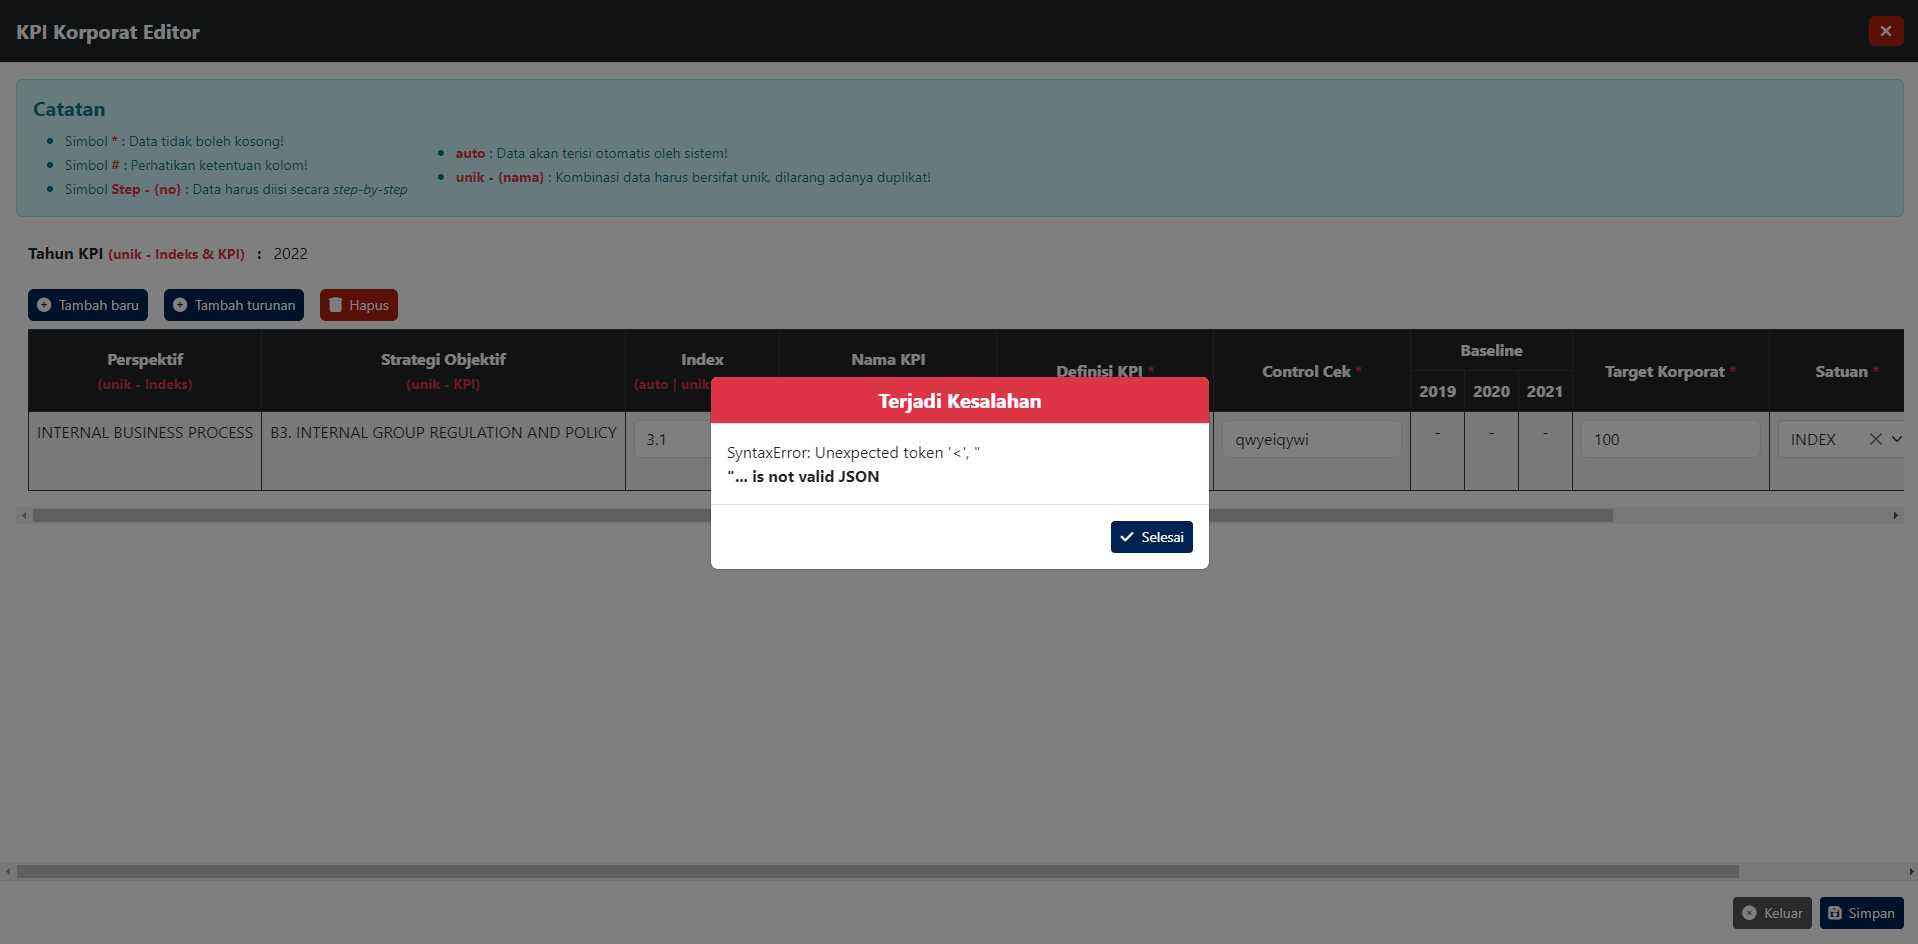 KPI Korporat Editor
Catatan
Simbol * : Data tidak boleh kosong!
Simbol # : Perhatikan ketentuan kolom!
Simbol Step - {no} : Data harus diisi secara step-by-step
auto : Data akan terisi otomatis oleh sistem!
unik - {nama} : Kombinasi data harus bersifat unik, dilarang adanya duplikat!
Tahun KPI (unik - Indeks & KPI) : 2022
Tambah baru
Tambah turunan
Hapus
Perspektif
(unik - Indeks)
Strategi Objektif
(unik - KPI)
Index
(auto | unik
Nama KPI
Definisi KPI *
Control Cek *
Baseline
2019 2020 2021
Target Korporat *
Satuan *
INTERNAL BUSINESS PROCESS
B3. INTERNAL GROUP REGULATION AND POLICY
3.1
qwyeiqywi
- - -
100
INDEX
Terjadi Kesalahan
SyntaxError: Unexpected token '<', "
"... is not valid JSON
Selesai
Keluar
Simpan